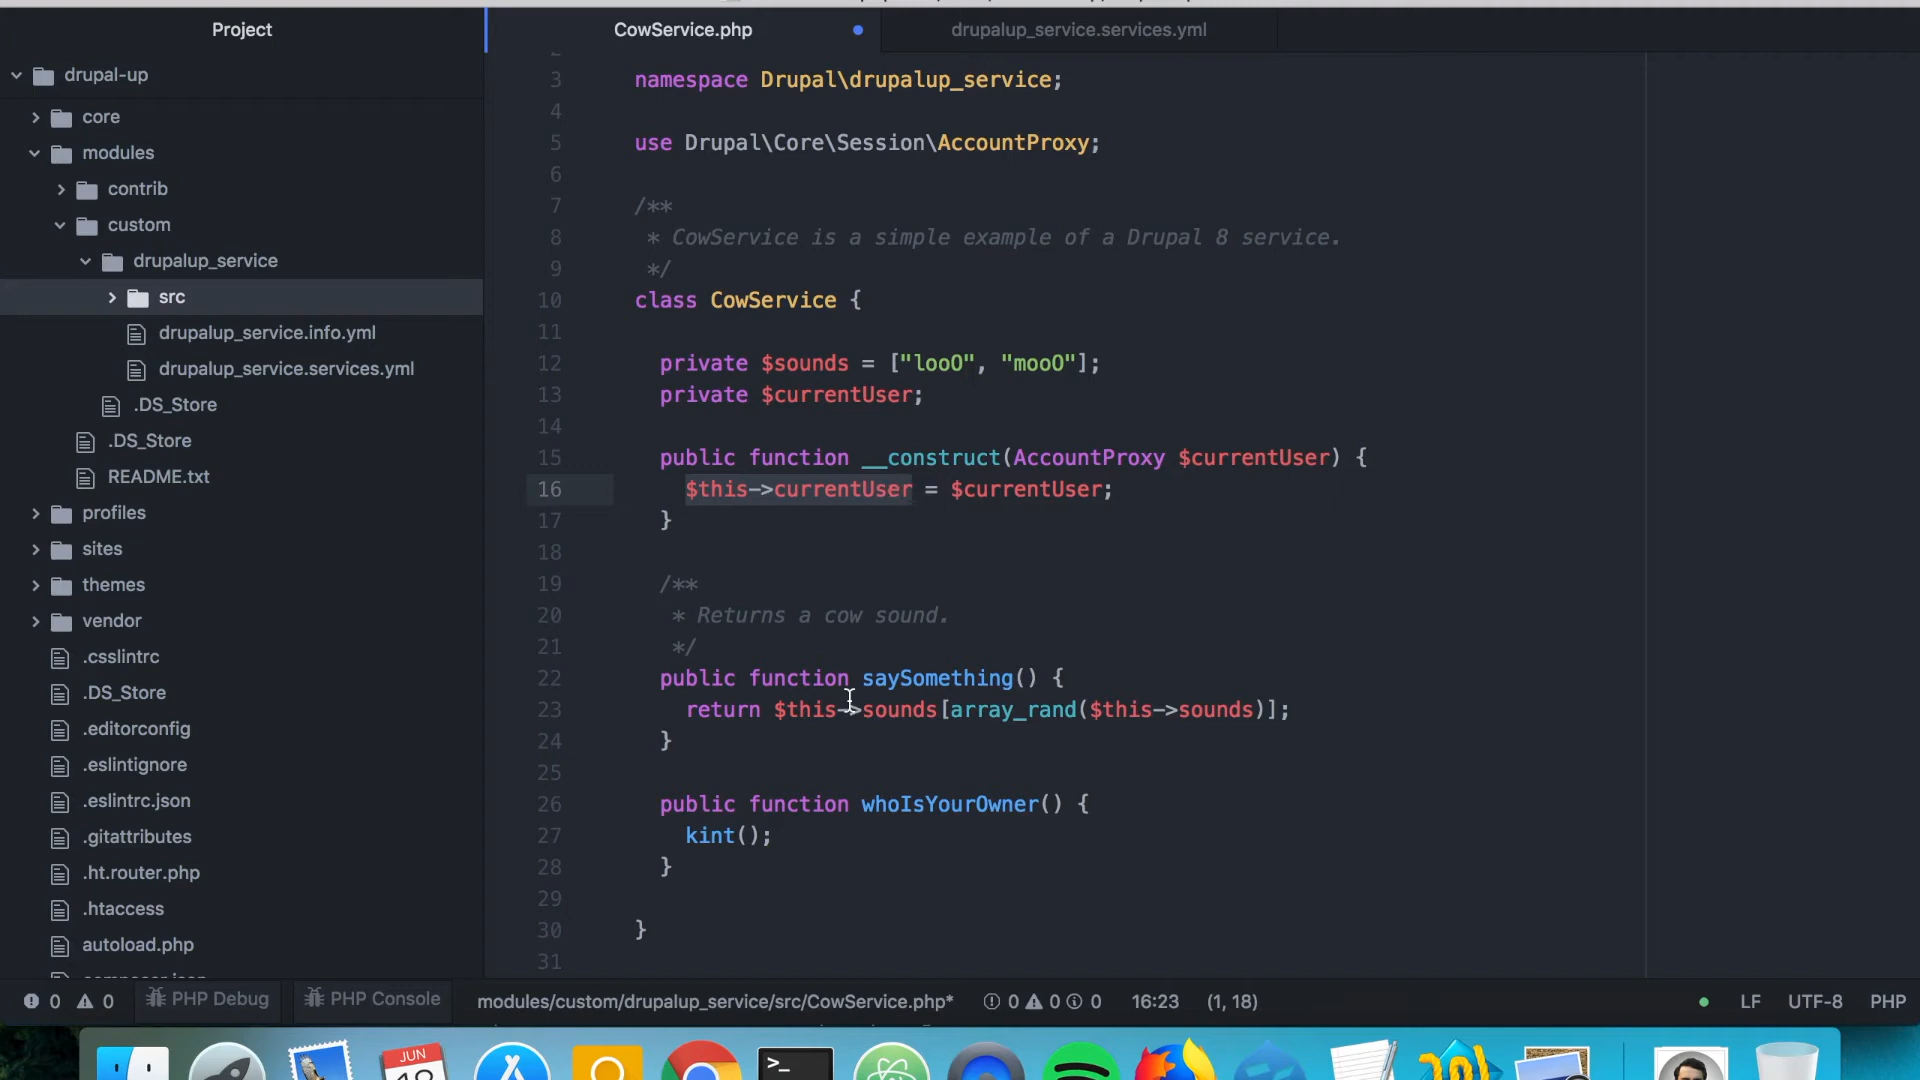 Project
CowService.php
drupalup_service.services.yml
drupal-up
core
modules
contrib
custom
drupalup_service
src
drupalup_service.info.yml
drupalup_service.services.yml
.DS_Store
.DS_Store
README.txt
profiles
sites
themes
vendor
.csslintrc
.DS_Store
.editorconfig
.eslintignore
.eslintrc.json
.gitattributes
.ht.router.php
.htaccess
autoload.php
2
3 namespace Drupal\drupalup_service;
4
5 use Drupal\Core\Session\AccountProxy;
6
7 /**
8 * CowService is a simple example of a Drupal 8 service.
9 */
10 class CowService {
11
12 private $sounds = ["looO", "mooO"];
13 private $currentUser;
14
15 public function __construct(AccountProxy $currentUser) {
16 $this->currentUser = $currentUser;
17 }
18
19 /**
20 * Returns a cow sound.
21 */
22 public function saySomething() {
23 return $this->sounds[array_rand($this->sounds)];
24 }
25
26 public function whoIsYourOwner() {
27 kint();
28 }
29
30 }
31
0 0 PHP Debug PHP Console modules/custom/drupalup_service/src/CowService.php* 0 0 0 16:23 (1, 18) LF UTF-8 PHP
JUN
>_